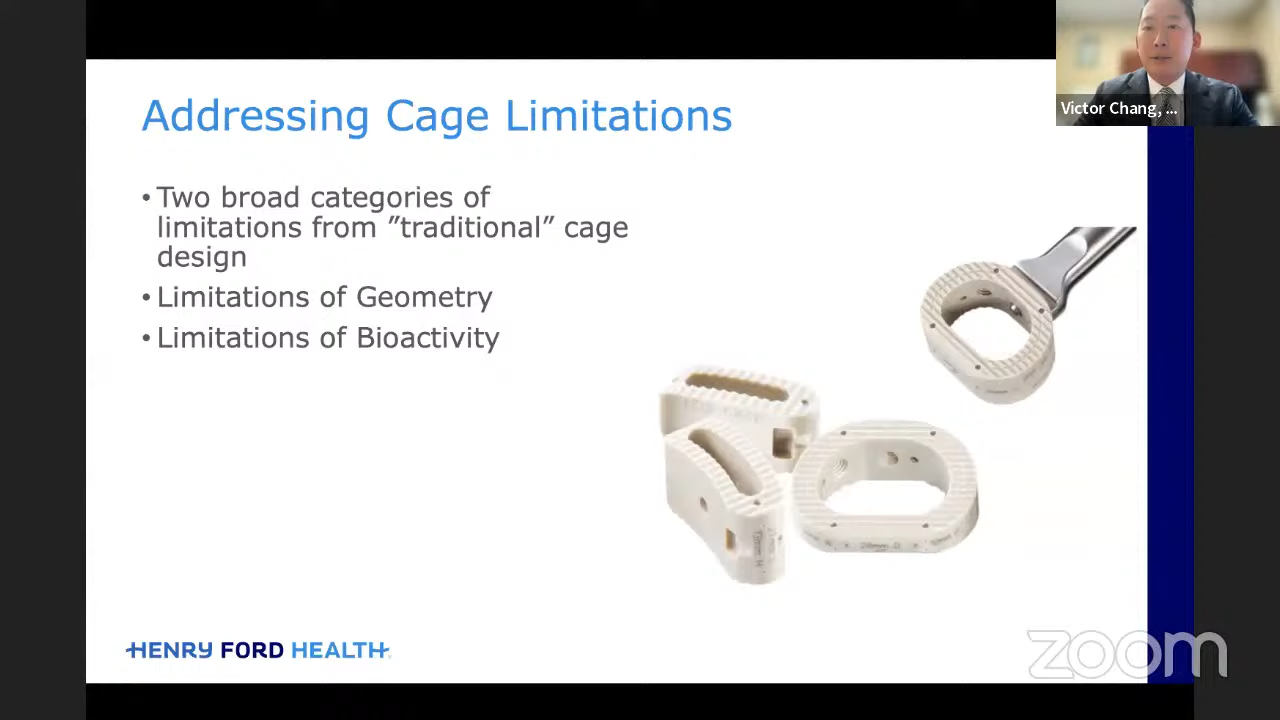 Addressing Cage Limitations
Victor Chang, ...
• Two broad categories of
limitations from ”traditional” cage
design
• Limitations of Geometry
• Limitations of Bioactivity
HENRY FORD HEALTH
zoom